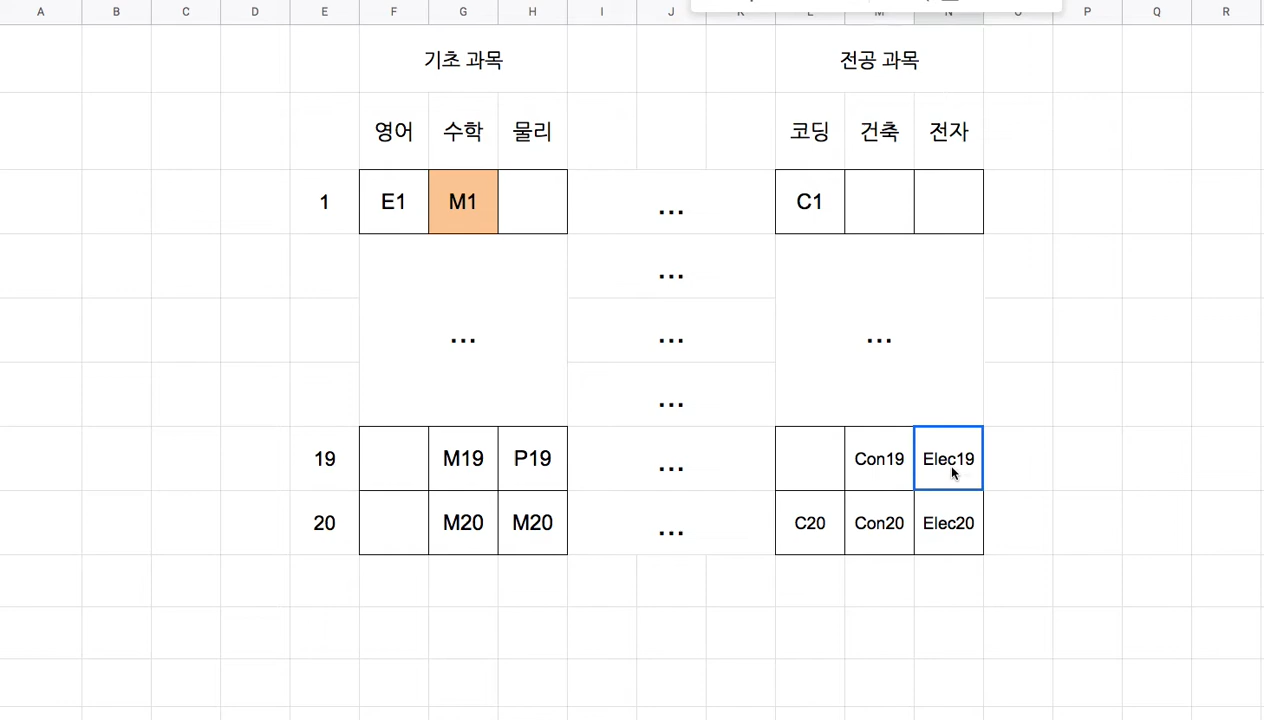 A B C D E F G H I J K L M N O P Q R
기초 과목 전공 과목
영어 수학 물리 코딩 건축 전자
1 E1 M1 ... C1
...
... ... ...
...
19 M19 P19 ... Con19 Elec19
20 M20 M20 ... C20 Con20 Elec20